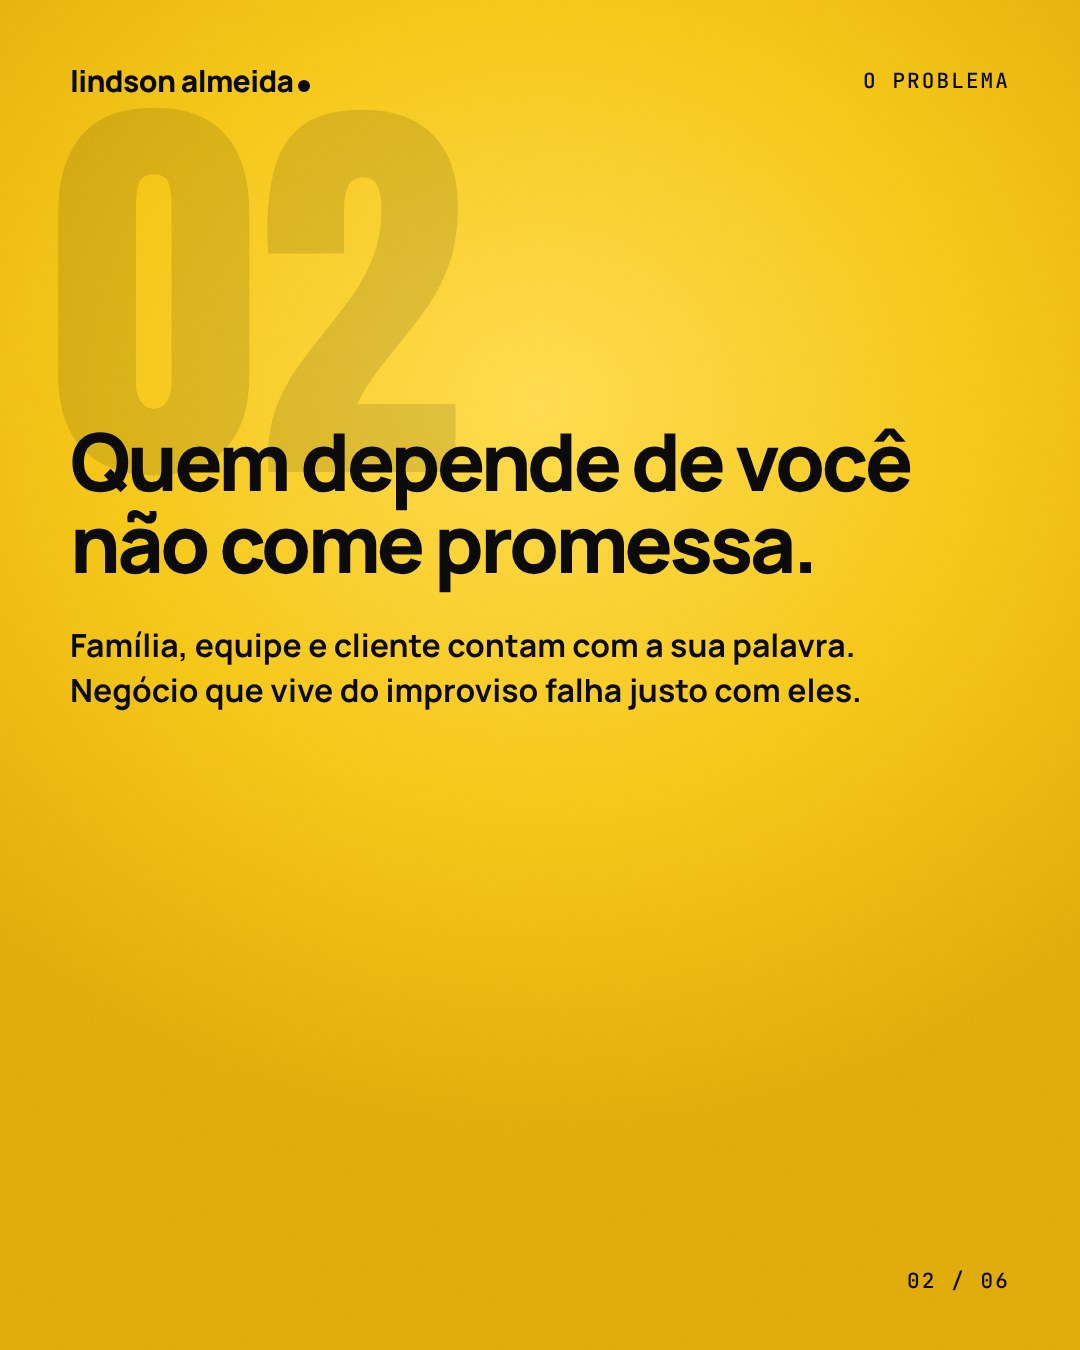 lindson almeida
O PROBLEMA
02
Quem depende de você
não come promessa.
Família, equipe e cliente contam com a sua palavra.
Negócio que vive do improviso falha justo com eles.
02 / 06